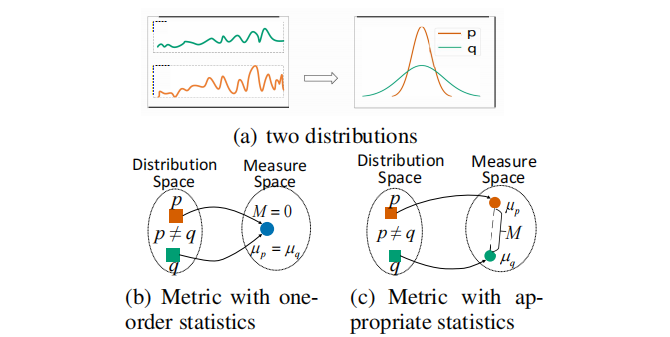 p
q
(a) two distributions
Distribution Space
Measure Space
p
p ≠ q
q
M = 0
μp = μq
(b) Metric with one-
order statistics
Distribution Space
Measure Space
p
p ≠ q
q
μp
M
μq
(c) Metric with ap-
propriate statistics